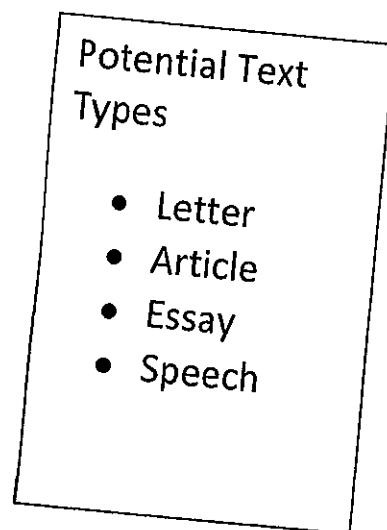 Potential Text
Types
• Letter
• Article
• Essay
• Speech